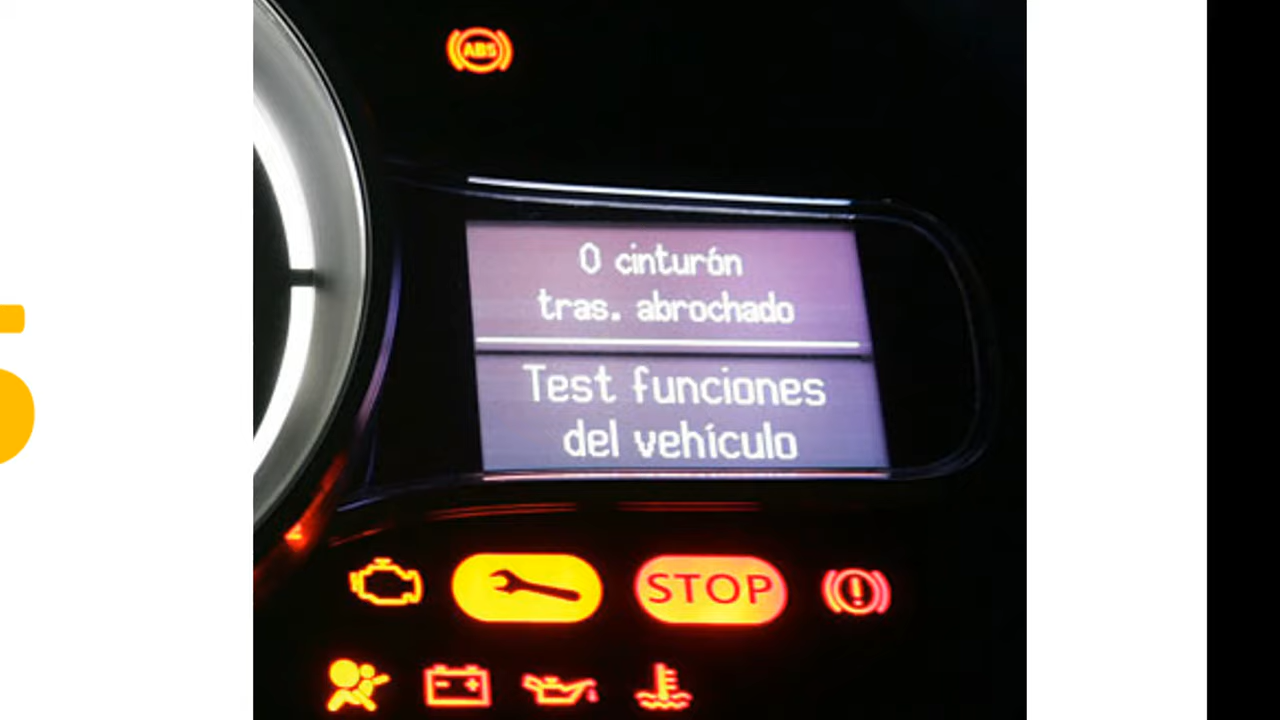 ABS
0 cinturón
tras. abrochado
Test funciones
del vehículo
STOP